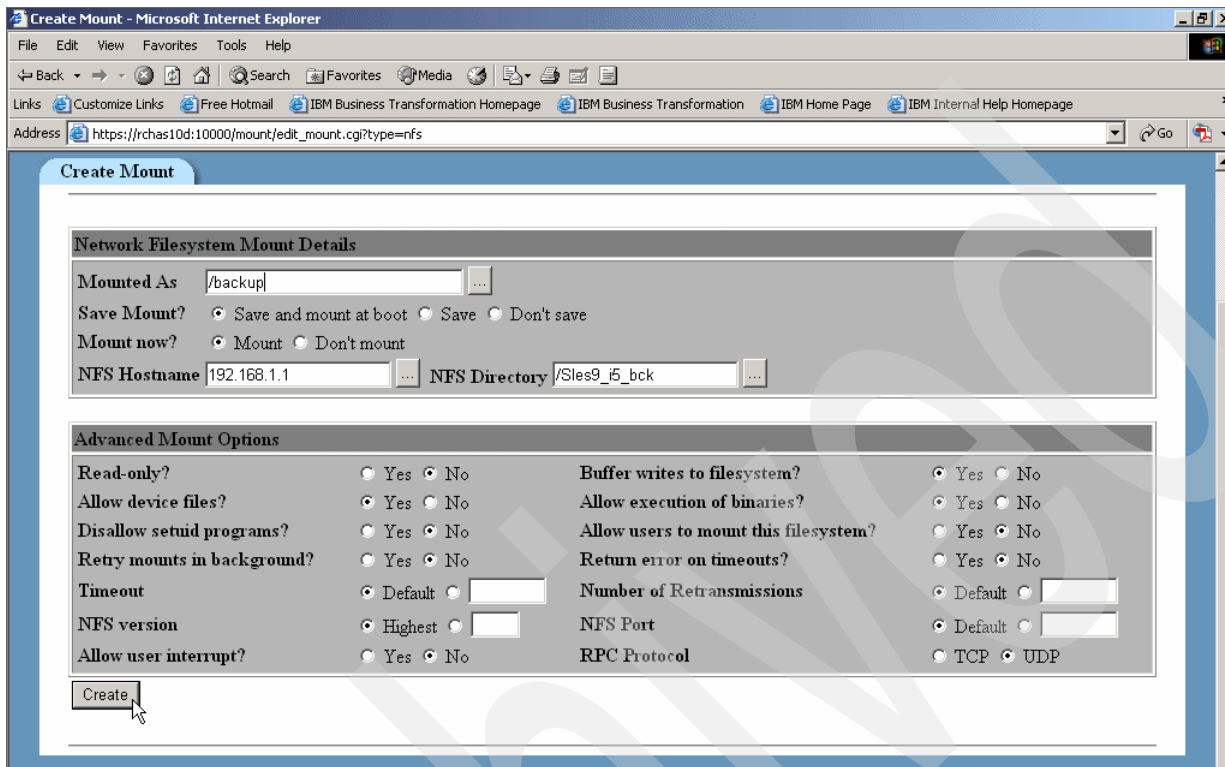 Create Mount - Microsoft Internet Explorer
File Edit View Favorites Tools Help
Back Search Favorites Media
Links Customize Links Free Hotmail IBM Business Transformation Homepage IBM Business Transformation IBM Home Page IBM Internal Help Homepage
Address https://rchas10d:10000/mount/edit_mount.cgi?type=nfs Go
Create Mount
Network Filesystem Mount Details
Mounted As /backup ...
Save Mount? Save and mount at boot Save Don't save
Mount now? Mount Don't mount
NFS Hostname 192.168.1.1 ... NFS Directory /Sles9_i5_bck ...
Advanced Mount Options
Read-only? Yes No Buffer writes to filesystem? Yes No
Allow device files? Yes No Allow execution of binaries? Yes No
Disallow setuid programs? Yes No Allow users to mount this filesystem? Yes No
Retry mounts in background? Yes No Return error on timeouts? Yes No
Timeout Default Number of Retransmissions Default
NFS version Highest NFS Port Default
Allow user interrupt? Yes No RPC Protocol TCP UDP
Create